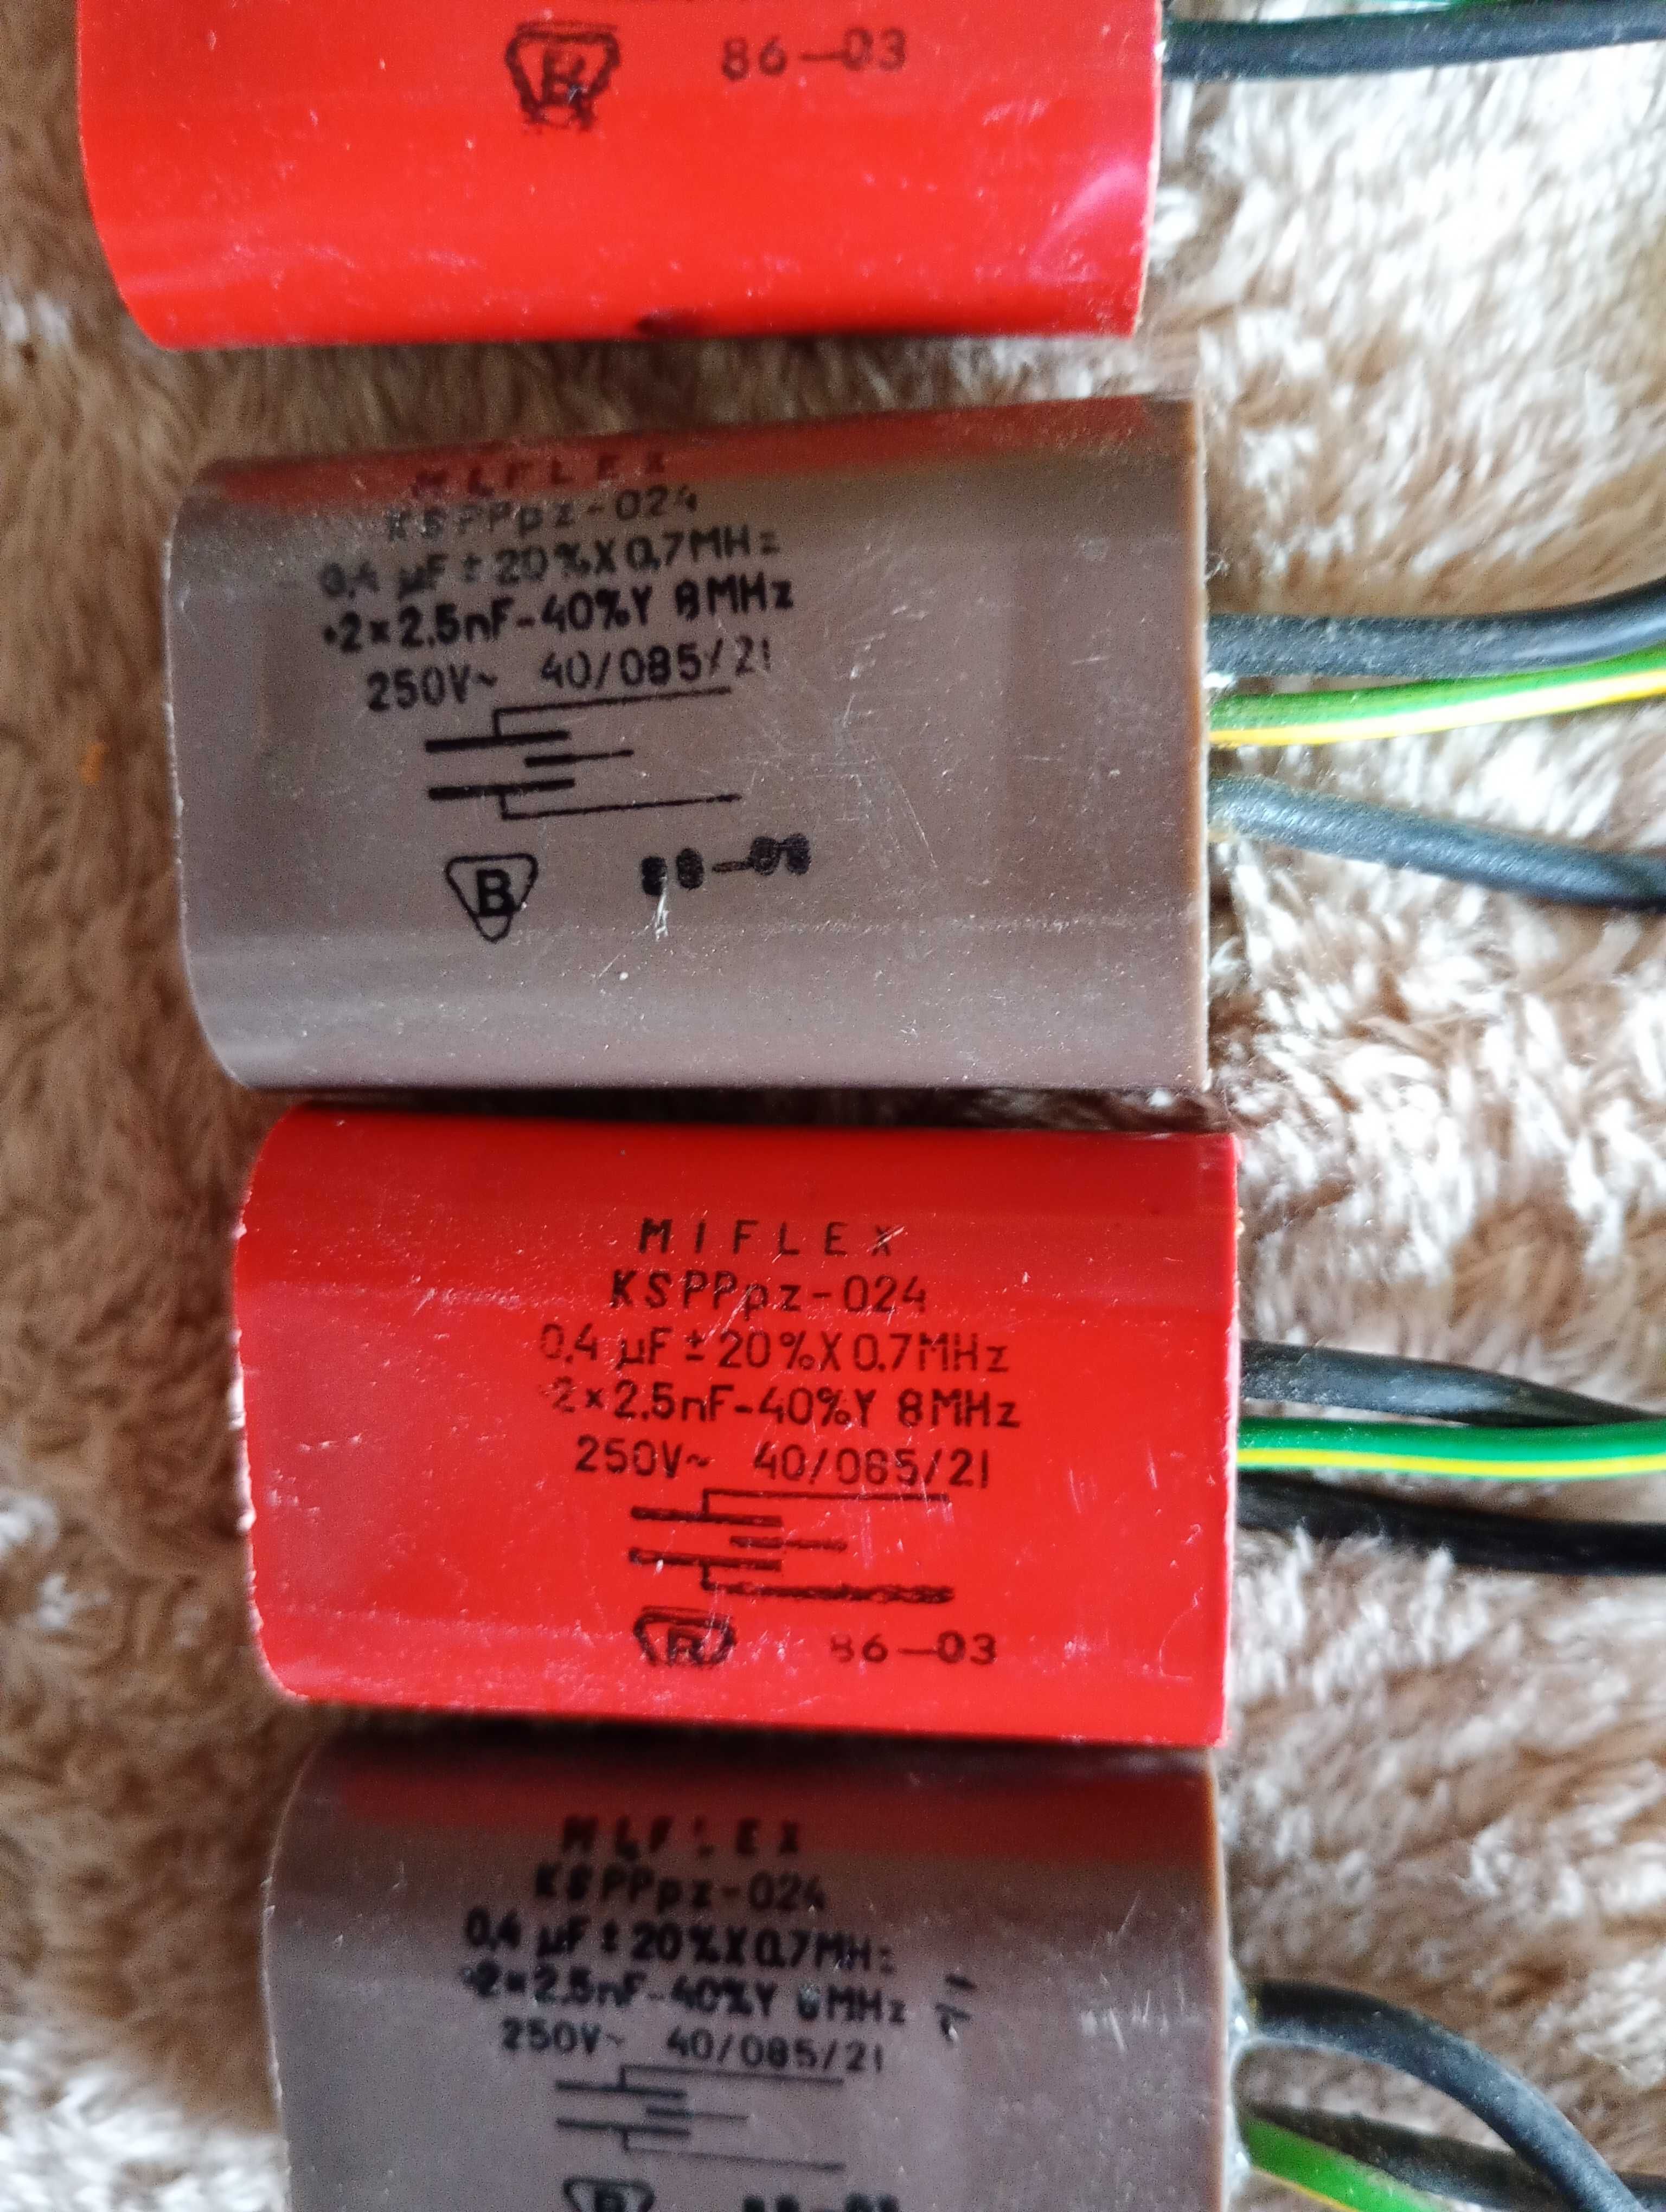 B 86-03
MIFLEX
KSPPpz-024
0,4 µF ± 20% X 0.7MHz
+2×2.5nF-40%Y 8MHz
250V~ 40/085/21
B
MIFLEX
KSPPpz-024
0,4 µF ± 20% X 0.7MHz
+2×2.5nF-40%Y 8MHz
250V~ 40/085/21
B 86-03
MIFLEX
KSPPpz-024
0,4 µF ± 20% X 0.7MHz
+2×2.5nF-40%Y 8MHz
250V~ 40/085/21
B